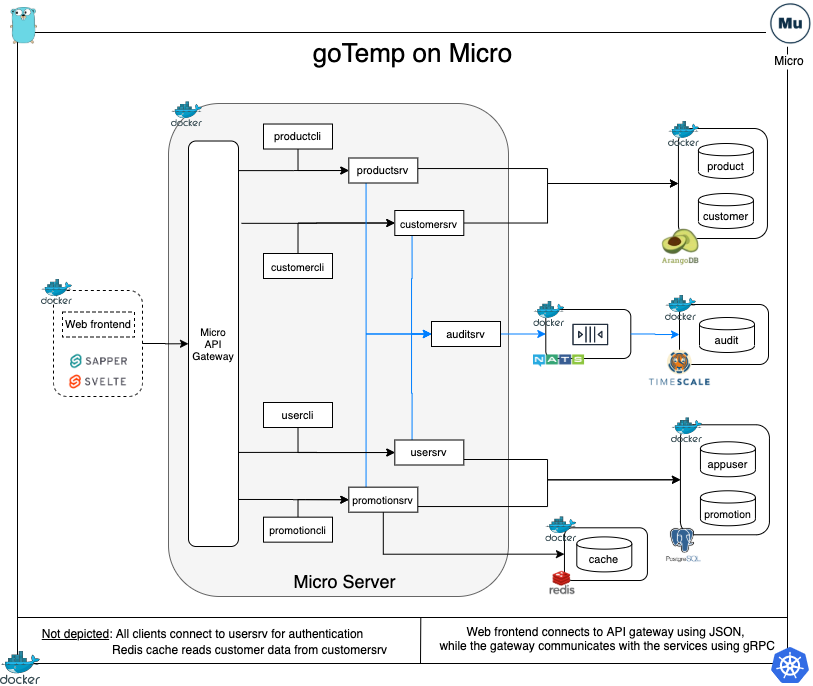 Mu
Micro
goTemp on Micro
docker
productcli
productsrv
customersrv
customercli
docker
product
customer
ArangoDB
docker
Web frontend
SAPPER
SVELTE
Micro
API
Gateway
auditsrv
docker
NATS
docker
audit
TIMESCALE
usercli
usersrv
promotionsrv
promotioncli
docker
appuser
promotion
PostgreSQL
docker
cache
redis
Micro Server
Not depicted: All clients connect to usersrv for authentication
Redis cache reads customer data from customersrv
Web frontend connects to API gateway using JSON,
while the gateway communicates with the services using gRPC
docker